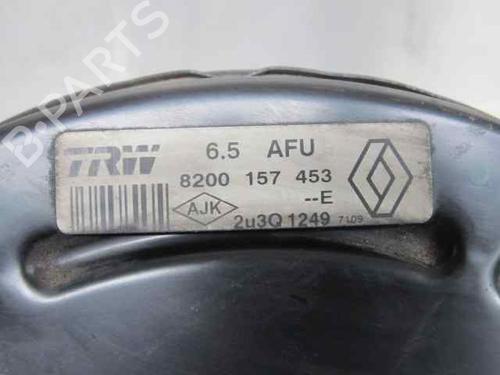 B-PARTS
TRW 6.5 AFU
8200 157 453
--E
AJK 2u3Q 1249 7109